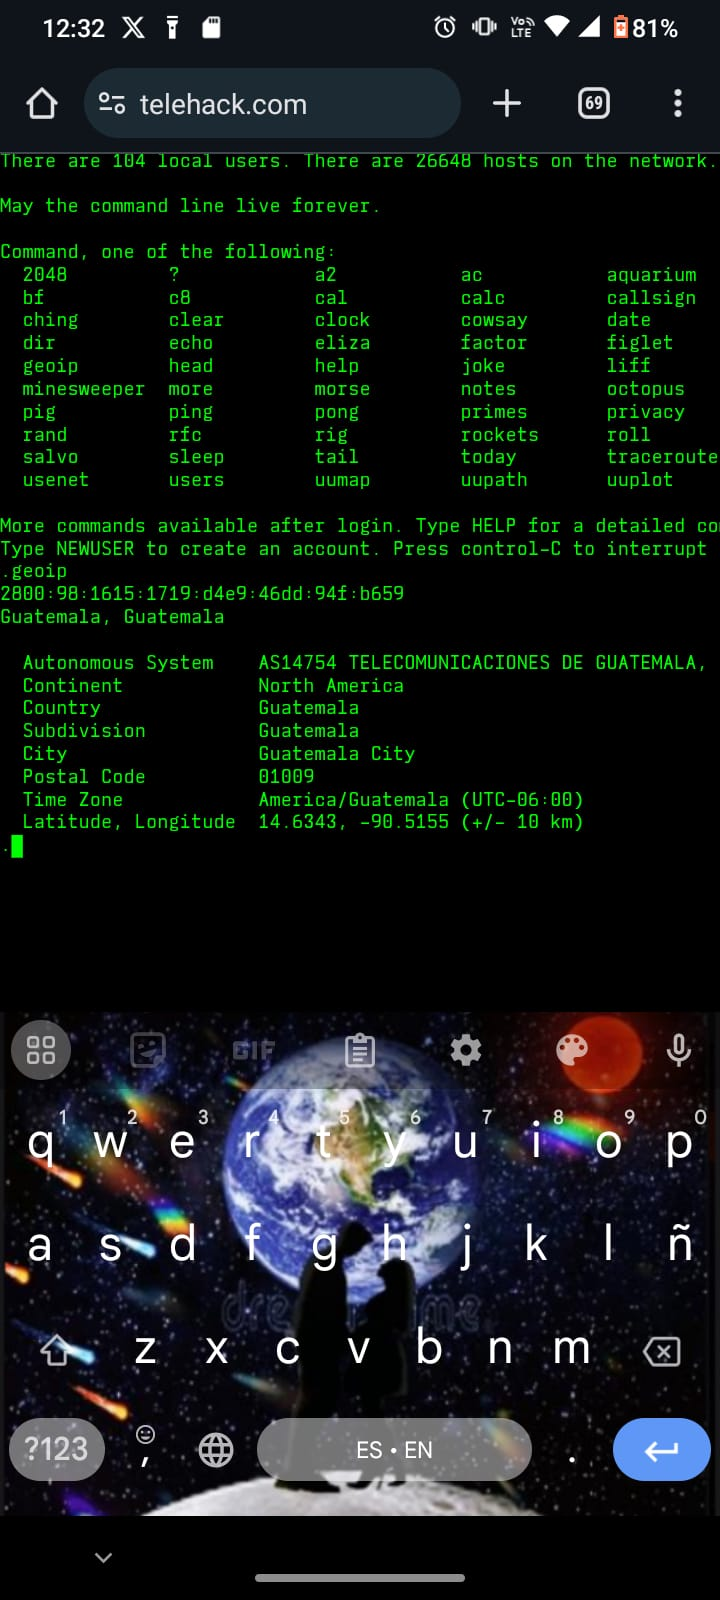 12:32 Vo) LTE 81%
telehack.com 69
There are 104 local users. There are 26648 hosts on the network.
May the command line live forever.
Command, one of the following:
2048 ? a2 ac aquarium
bf c8 cal calc callsign
ching clear clock cowsay date
dir echo eliza factor figlet
geoip head help joke liff
minesweeper more morse notes octopus
pig ping pong primes privacy
rand rfc rig rockets roll
salvo sleep tail today traceroute
usenet users uumap uupath uuplot
More commands available after login. Type HELP for a detailed co
Type NEWUSER to create an account. Press control-C to interrupt
.geoip
2800:98:1615:1719:d4e9:46dd:94f:b659
Guatemala, Guatemala
Autonomous System AS14754 TELECOMUNICACIONES DE GUATEMALA,
Continent North America
Country Guatemala
Subdivision Guatemala
City Guatemala City
Postal Code 01009
Time Zone America/Guatemala (UTC-06:00)
Latitude, Longitude 14.6343, -90.5155 (+/- 10 km)
.
GIF
1 2 3 4 5 6 7 8 9 0
q w e r t y u i o p
a s d f g h j k l ñ
z x c v b n m
?123 , ES • EN .